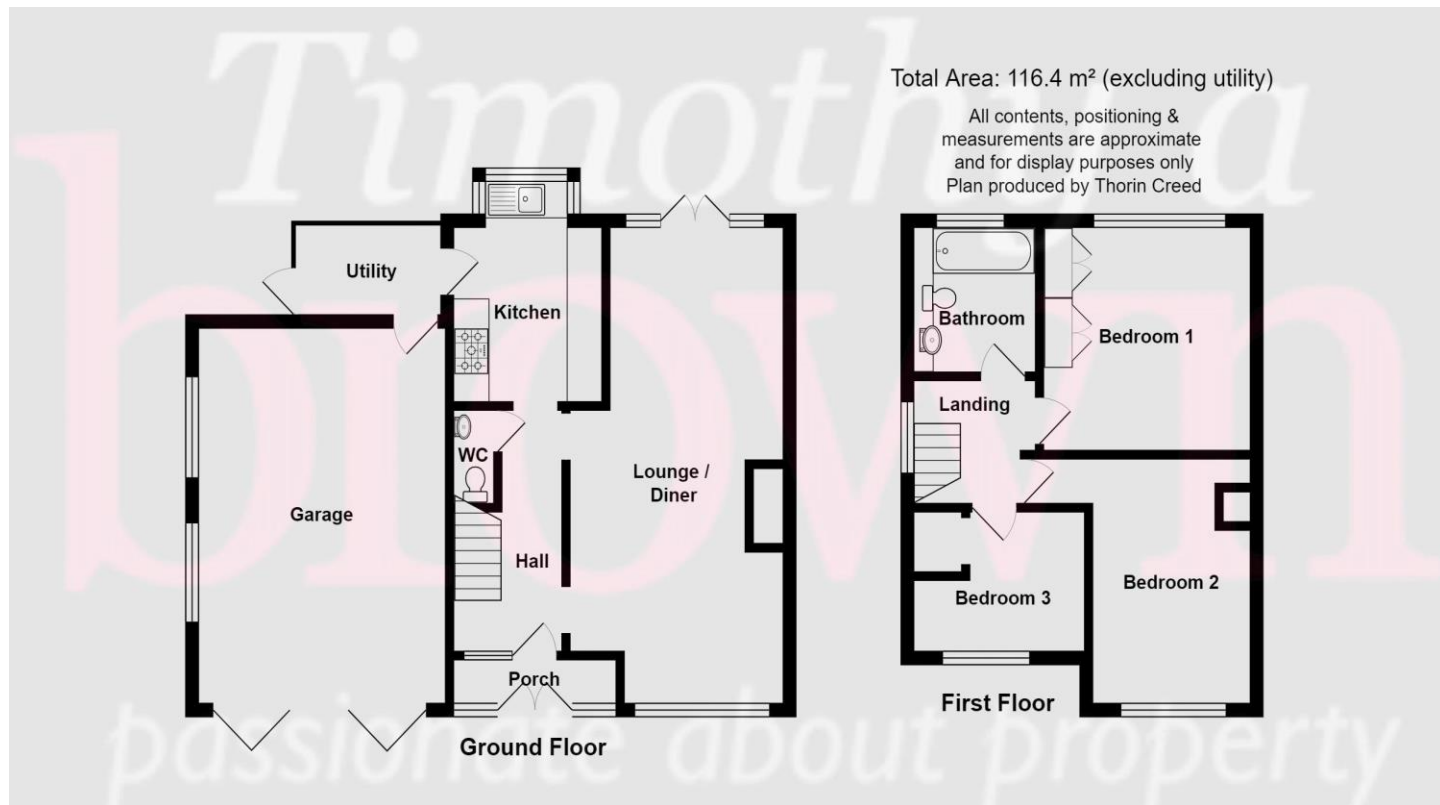 Timothy a
brown
passionate about property
Total Area: 116.4 m² (excluding utility)
All contents, positioning &
measurements are approximate
and for display purposes only
Plan produced by Thorin Creed
Utility
Kitchen
WC
Lounge /
Diner
Garage
Hall
Porch
Ground Floor
Bathroom
Bedroom 1
Landing
Bedroom 2
Bedroom 3
First Floor